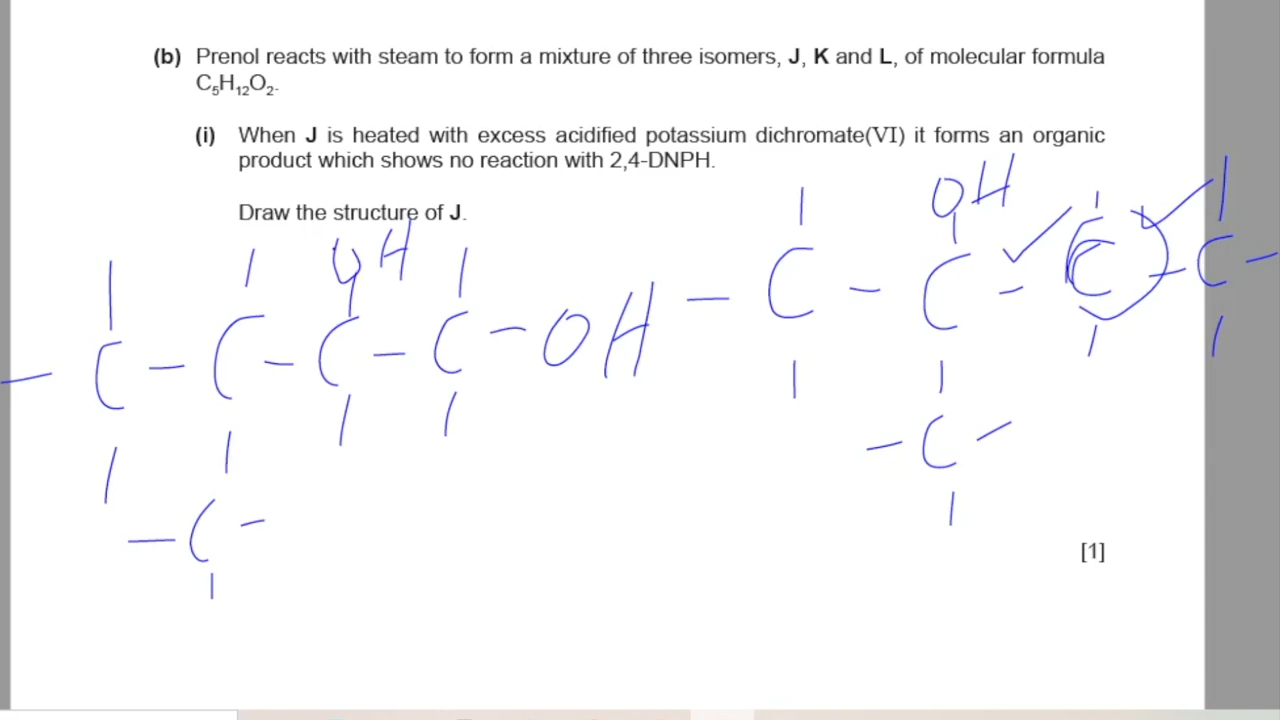 (b) Prenol reacts with steam to form a mixture of three isomers, J, K and L, of molecular formula
C₅H₁₂O₂.
(i) When J is heated with excess acidified potassium dichromate(VI) it forms an organic
product which shows no reaction with 2,4-DNPH.
Draw the structure of J.
OH
C - C - C - C - OH
C
OH
C - C - C - C
C
[1]